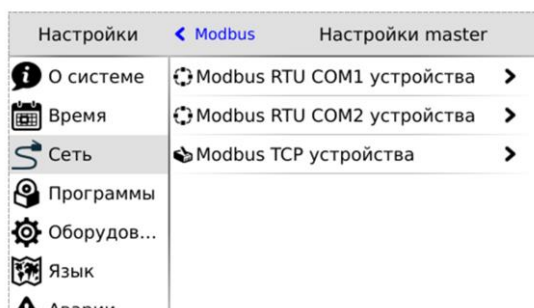 Настройки
Modbus
Настройки master
О системе
Modbus RTU COM1 устройства
Время
Modbus RTU COM2 устройства
Сеть
Modbus TCP устройства
Программы
Оборудов...
Язык
Аварии